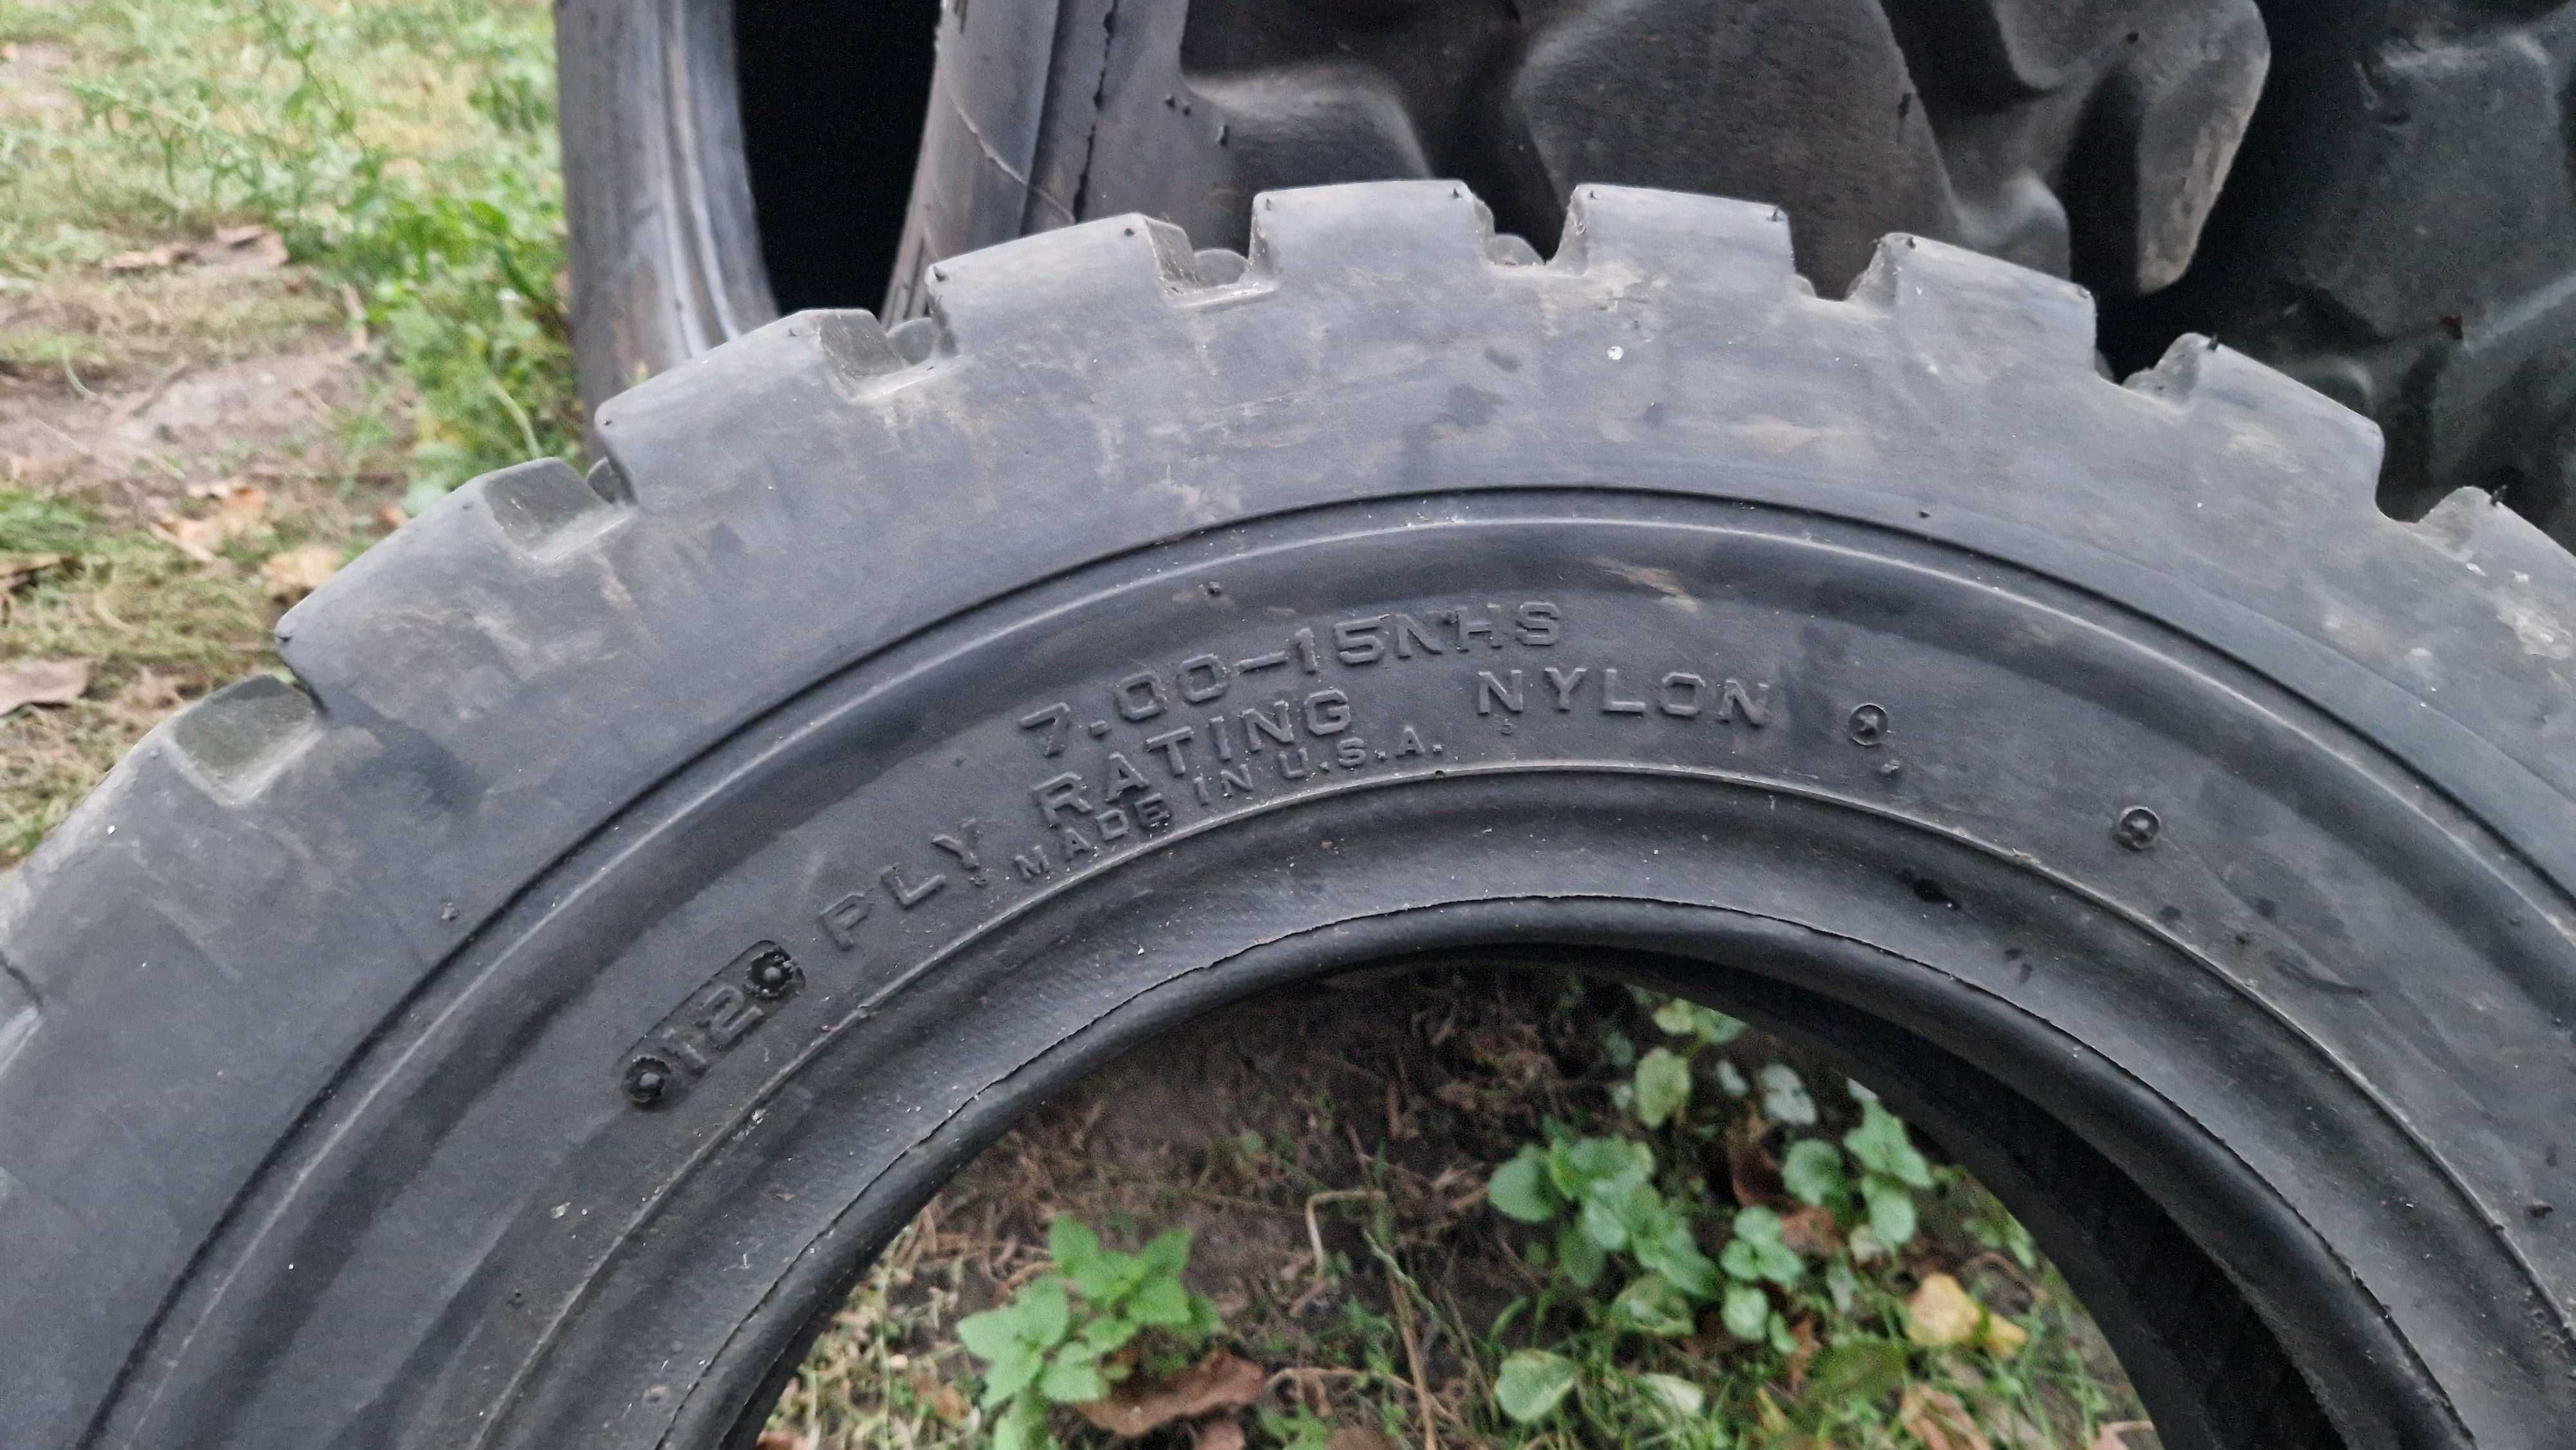 7.00-15NHS
12 PLY RATING NYLON
MADE IN U.S.A.